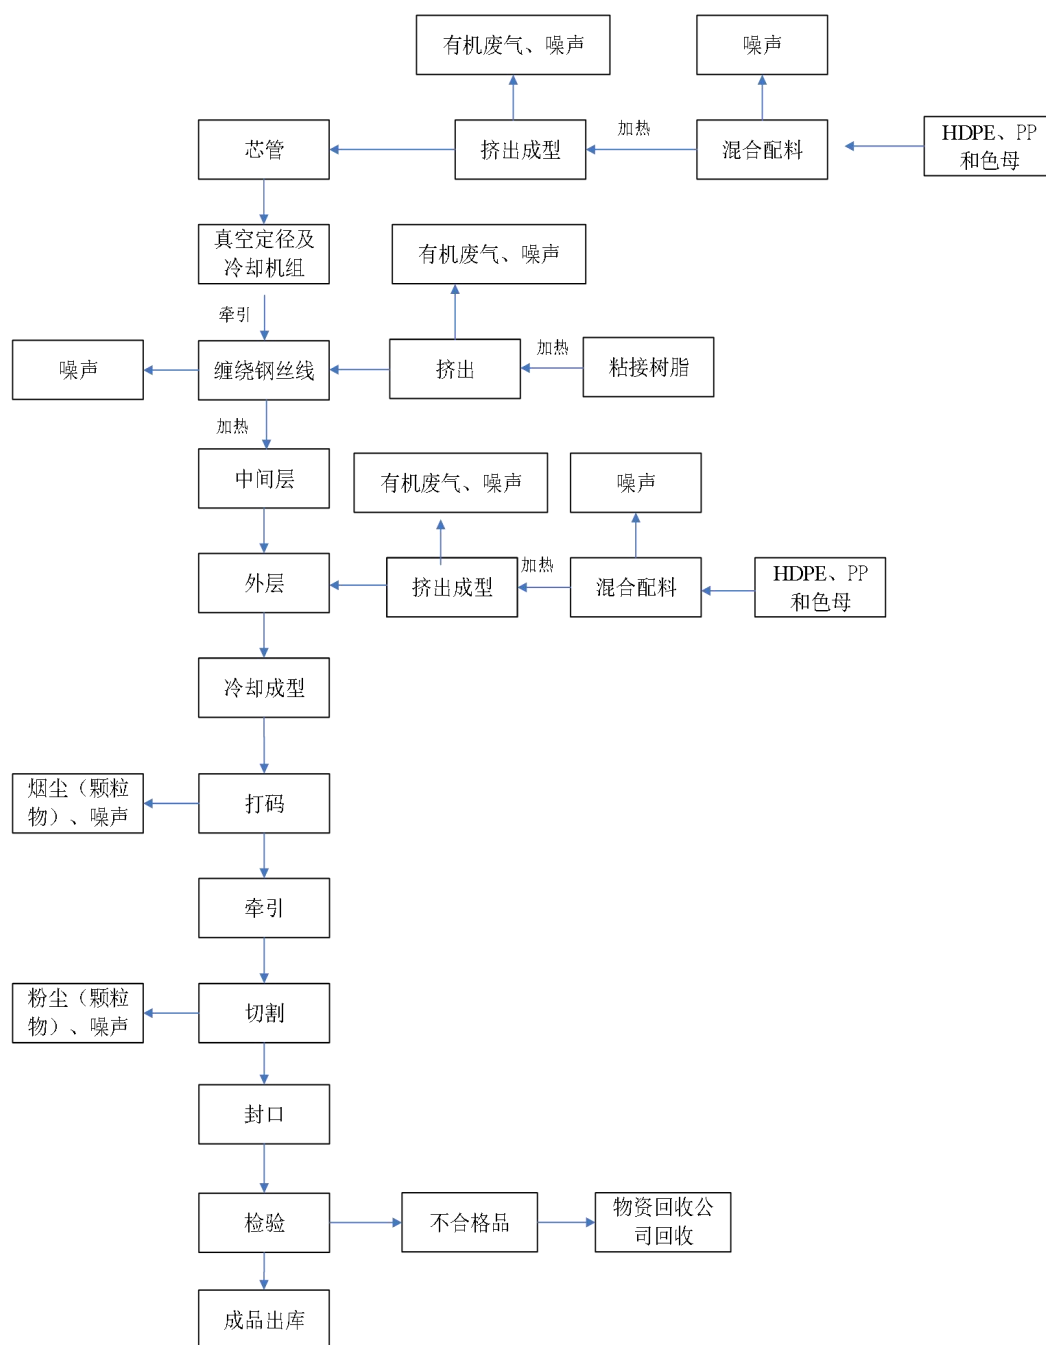 有机废气、噪声
噪声
芯管
挤出成型
加热
混合配料
HDPE、PP
和色母
真空定径及
冷却机组
有机废气、噪声
牵引
噪声
缠绕钢丝线
挤出
加热
粘接树脂
加热
中间层
有机废气、噪声
噪声
外层
挤出成型
加热
混合配料
HDPE、PP
和色母
冷却成型
烟尘（颗粒
物）、噪声
打码
牵引
粉尘（颗粒
物）、噪声
切割
封口
检验
不合格品
物资回收公
司回收
成品出库